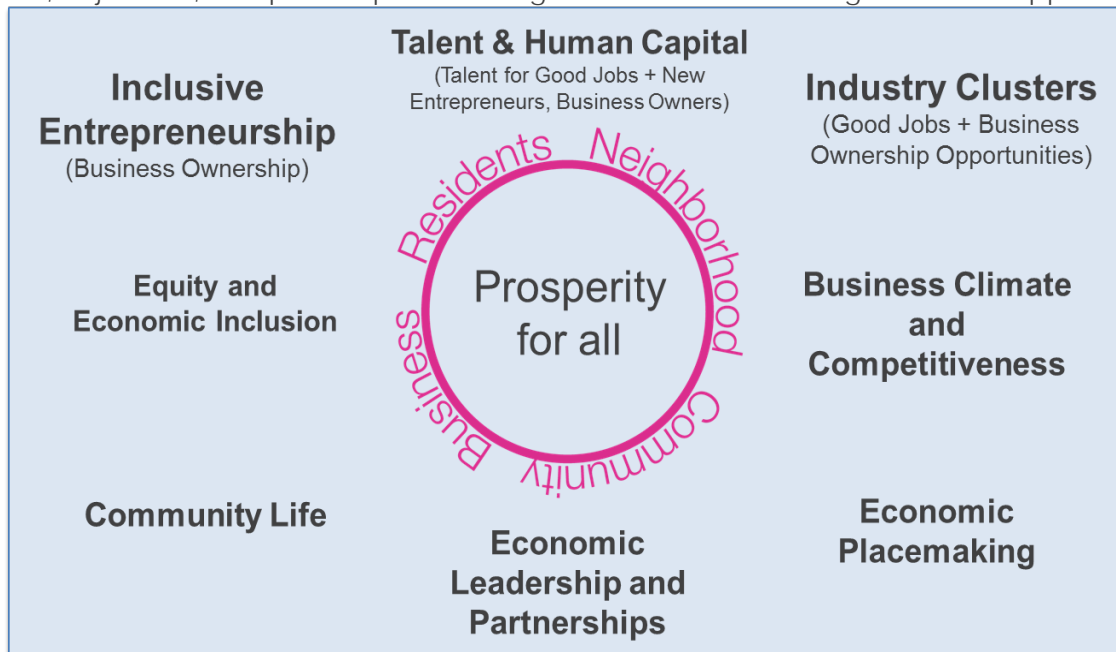 Talent & Human Capital
(Talent for Good Jobs + New
Entrepreneurs, Business Owners)
Inclusive
Entrepreneurship
(Business Ownership)
Industry Clusters
(Good Jobs + Business
Ownership Opportunities)
Residents
Neighborhood
Community
Business
Prosperity
for all
Equity and
Economic Inclusion
Business Climate
and
Competitiveness
Community Life
Economic
Leadership and
Partnerships
Economic
Placemaking